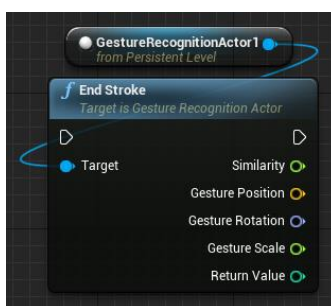 GestureRecognitionActor1
from Persistent Level
f End Stroke
Target is Gesture Recognition Actor
Target
Similarity
Gesture Position
Gesture Rotation
Gesture Scale
Return Value